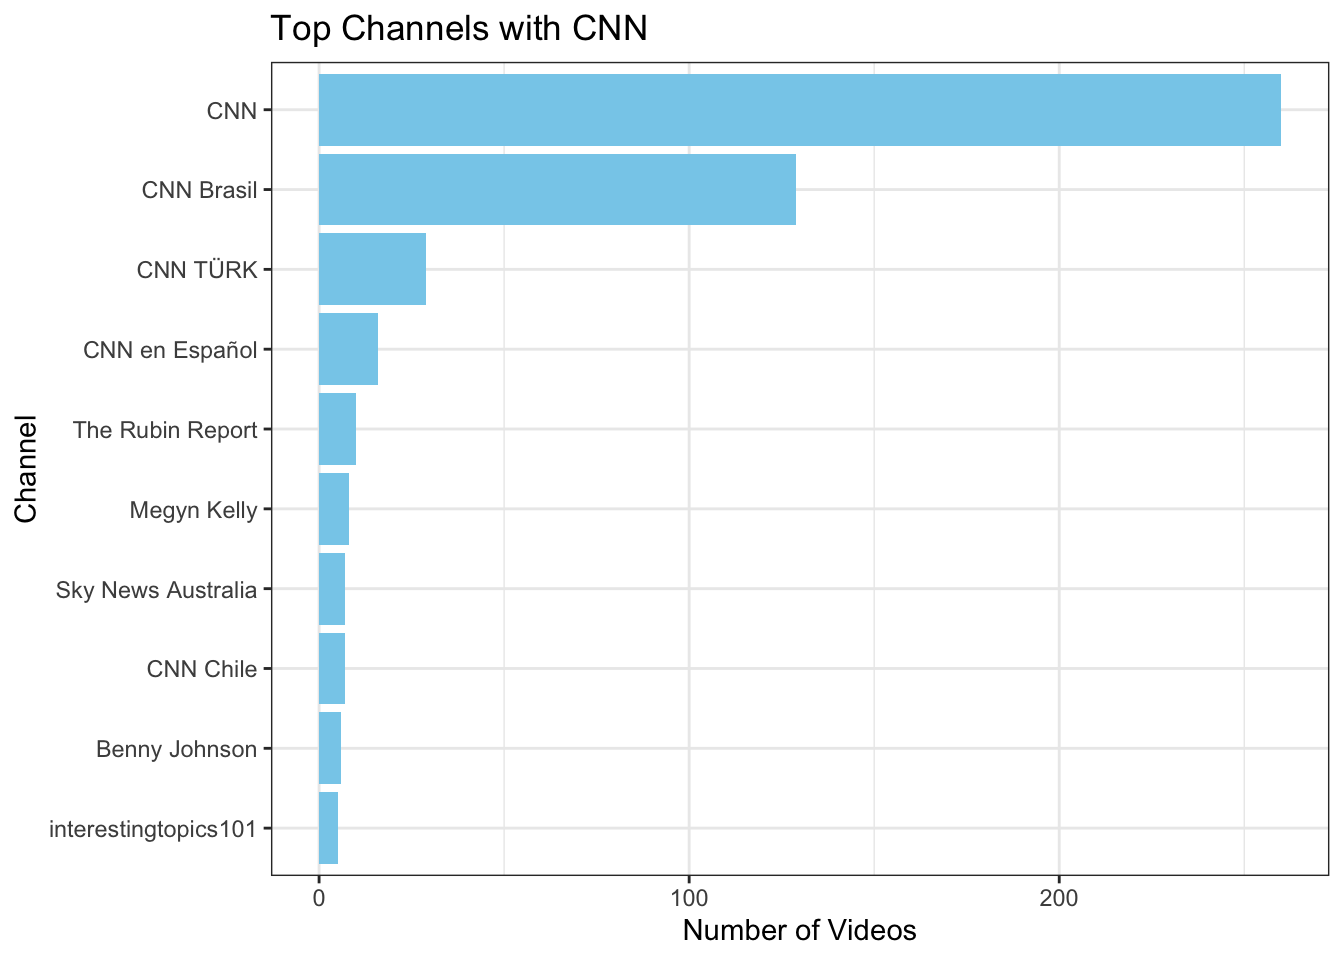 Top Channels with CNN
Channel
CNN
CNN Brasil
CNN TÜRK
CNN en Español
The Rubin Report
Megyn Kelly
Sky News Australia
CNN Chile
Benny Johnson
interestingtopics101
0
100
200
Number of Videos